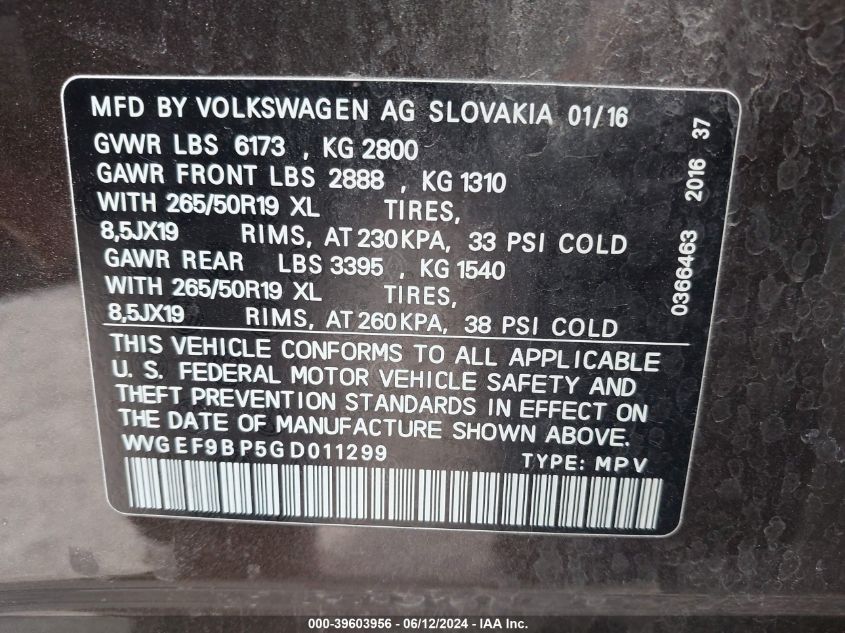 MFD BY VOLKSWAGEN AG SLOVAKIA 01/16
GVWR LBS 6173 , KG 2800
GAWR FRONT LBS 2888 , KG 1310
WITH 265/50R19 XL TIRES,
8,5JX19 RIMS, AT 230KPA, 33 PSI COLD
GAWR REAR LBS 3395 , KG 1540
WITH 265/50R19 XL TIRES,
8,5JX19 RIMS, AT 260KPA, 38 PSI COLD
THIS VEHICLE CONFORMS TO ALL APPLICABLE
U. S. FEDERAL MOTOR VEHICLE SAFETY AND
THEFT PREVENTION STANDARDS IN EFFECT ON
THE DATE OF MANUFACTURE SHOWN ABOVE.
WVGEF9BP5GD011299 TYPE: MPV
0366463 2016 37
000-39603956 - 06/12/2024 - IAA Inc.